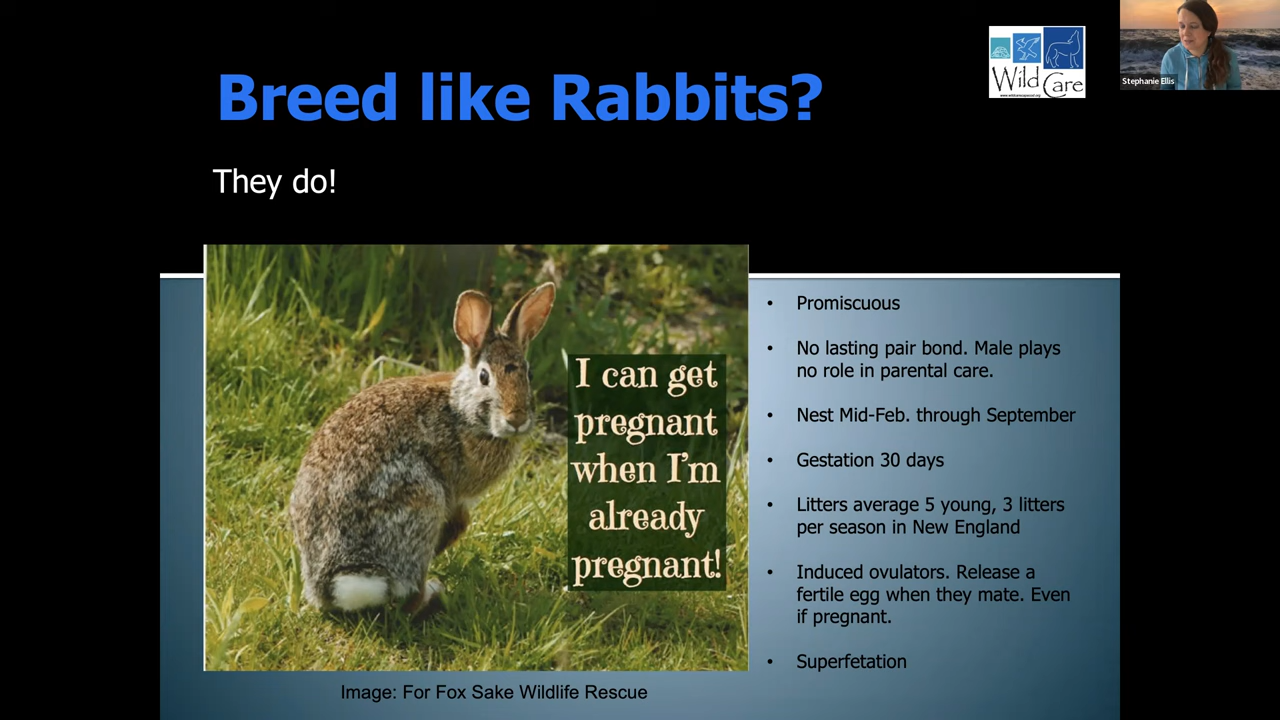 Breed like Rabbits?
They do!
Wild Care
Stephanie Ellis
I can get
pregnant
when I'm
already
pregnant!
• Promiscuous
• No lasting pair bond. Male plays
no role in parental care.
• Nest Mid-Feb. through September
• Gestation 30 days
• Litters average 5 young, 3 litters
per season in New England
• Induced ovulators. Release a
fertile egg when they mate. Even
if pregnant.
• Superfetation
Image: For Fox Sake Wildlife Rescue